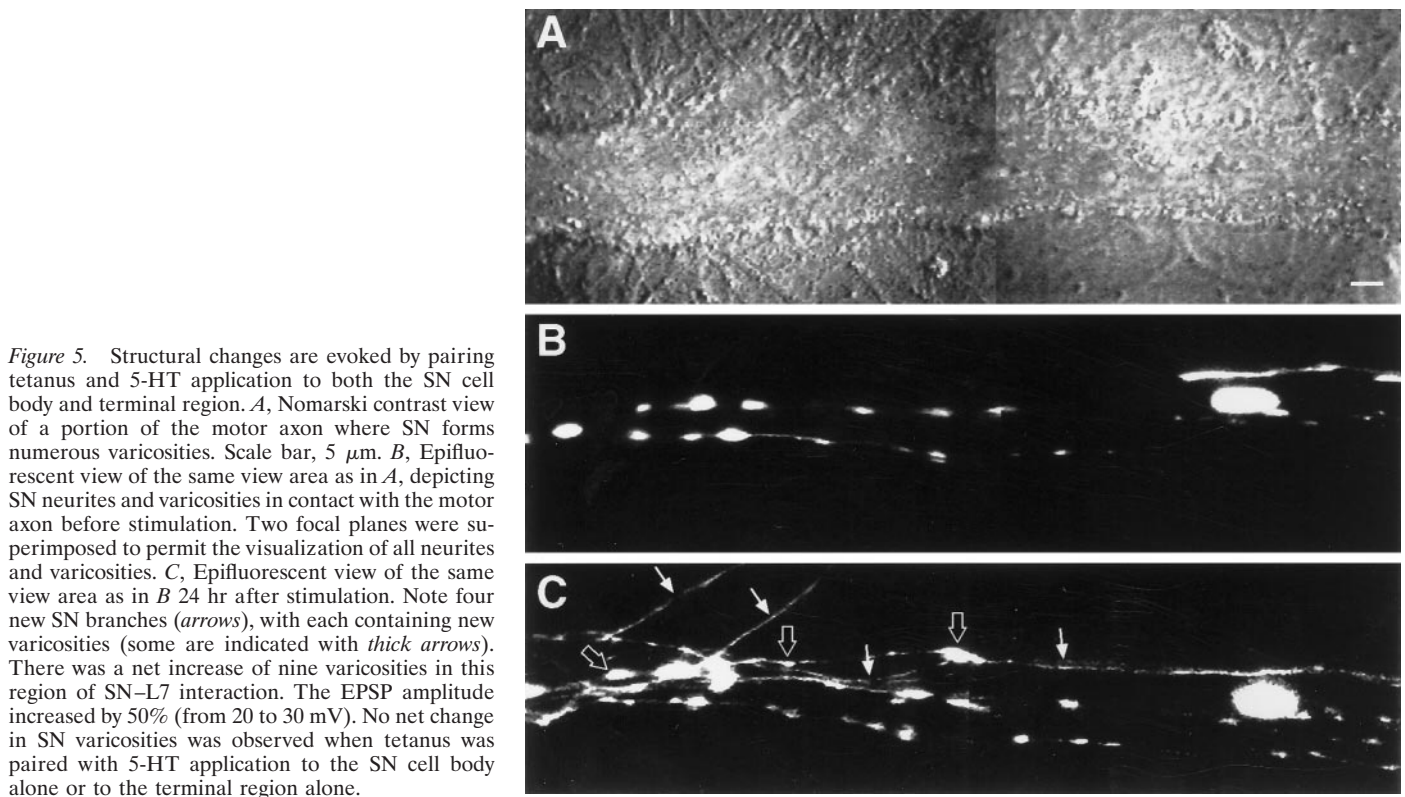 Figure 5. Structural changes are evoked by pairing
tetanus and 5-HT application to both the SN cell
body and terminal region. A, Nomarski contrast view
of a portion of the motor axon where SN forms
numerous varicosities. Scale bar, 5 μm. B, Epifluo-
rescent view of the same view area as in A, depicting
SN neurites and varicosities in contact with the motor
axon before stimulation. Two focal planes were su-
perimposed to permit the visualization of all neurites
and varicosities. C, Epifluorescent view of the same
view area as in B 24 hr after stimulation. Note four
new SN branches (arrows), with each containing new
varicosities (some are indicated with thick arrows).
There was a net increase of nine varicosities in this
region of SN–L7 interaction. The EPSP amplitude
increased by 50% (from 20 to 30 mV). No net change
in SN varicosities was observed when tetanus was
paired with 5-HT application to the SN cell body
alone or to the terminal region alone.
A
B
C